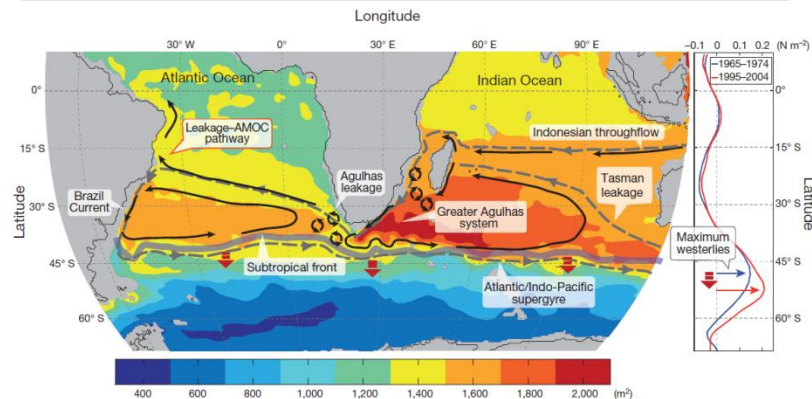 Longitude
30° W 0° 30° E 60° E 90° E
−0.1 0 0.1 0.2 (N m⁻²)
1965–1974
1995–2004
Atlantic Ocean
Indian Ocean
0°
0°
Leakage–AMOC
pathway
Indonesian throughflow
15° S
15° S
Agulhas
leakage
Tasman
leakage
Brazil
Current
Latitude
Latitude
30° S
30° S
Greater Agulhas
system
Maximum
westerlies
Subtropical front
45° S
45° S
Atlantic/Indo-Pacific
supergyre
60° S
60° S
400 600 800 1,000 1,200 1,400 1,600 1,800 2,000 (m²)